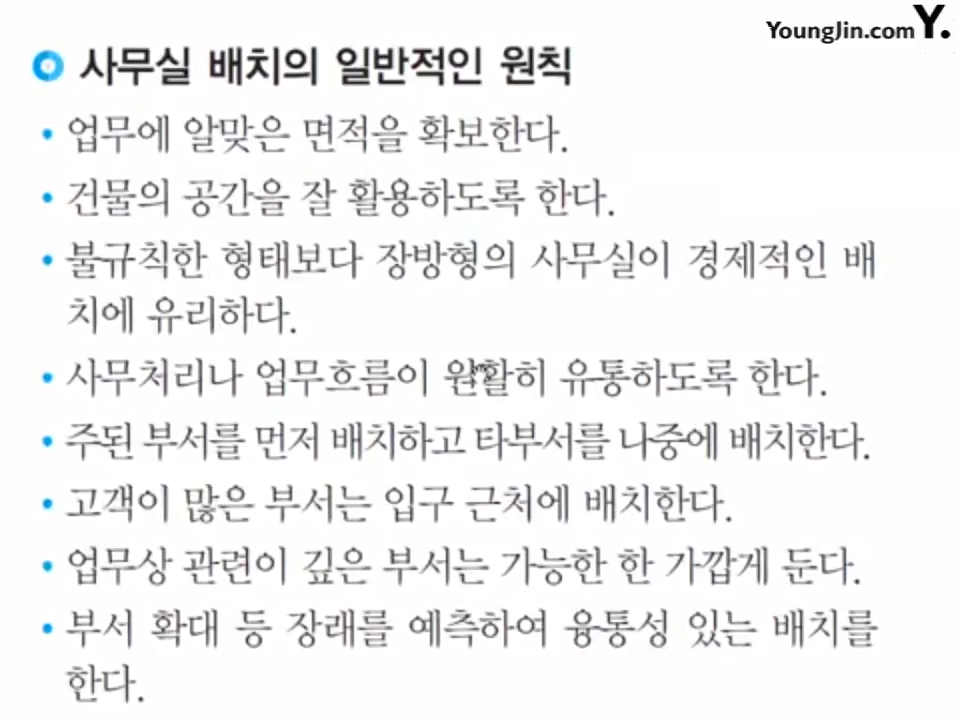 YoungJin.com Y.
사무실 배치의 일반적인 원칙
• 업무에 알맞은 면적을 확보한다.
• 건물의 공간을 잘 활용하도록 한다.
• 불규칙한 형태보다 장방형의 사무실이 경제적인 배
치에 유리하다.
• 사무처리나 업무흐름이 원활히 유통하도록 한다.
• 주된 부서를 먼저 배치하고 타부서를 나중에 배치한다.
• 고객이 많은 부서는 입구 근처에 배치한다.
• 업무상 관련이 깊은 부서는 가능한 한 가깝게 둔다.
• 부서 확대 등 장래를 예측하여 융통성 있는 배치를
한다.